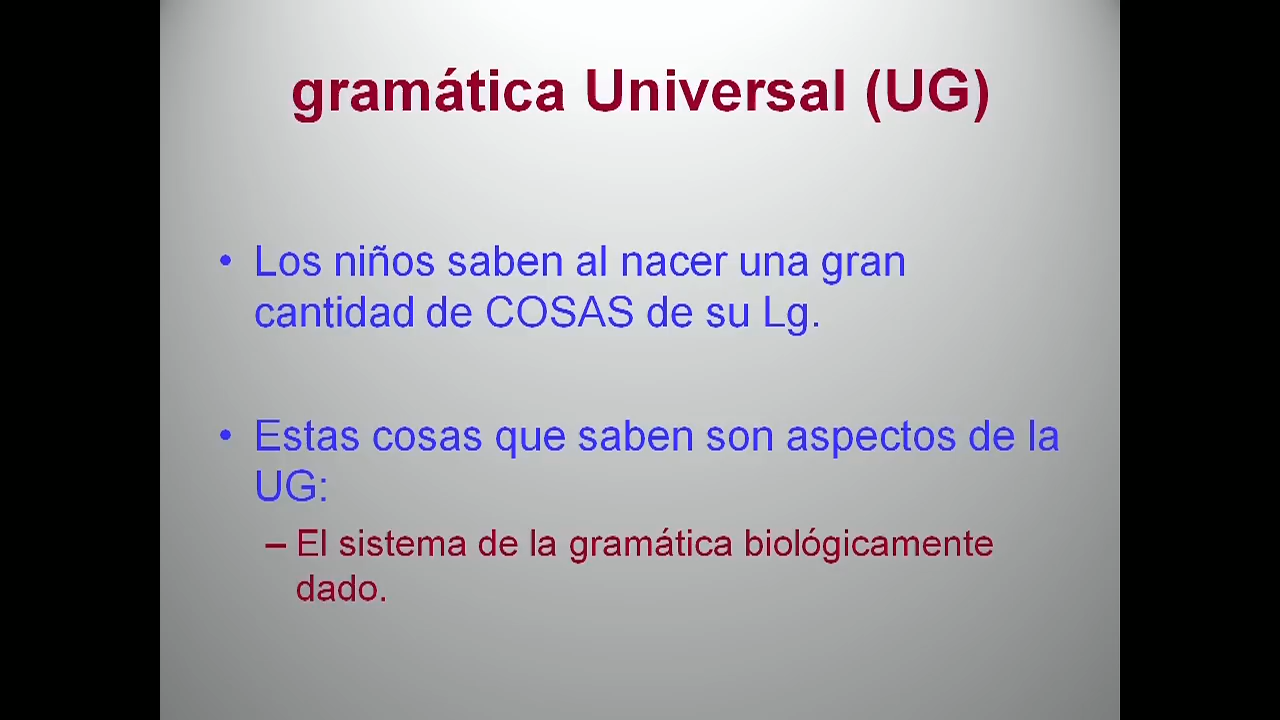 gramática Universal (UG)
• Los niños saben al nacer una gran
cantidad de COSAS de su Lg.
• Estas cosas que saben son aspectos de la
UG:
– El sistema de la gramática biológicamente
dado.